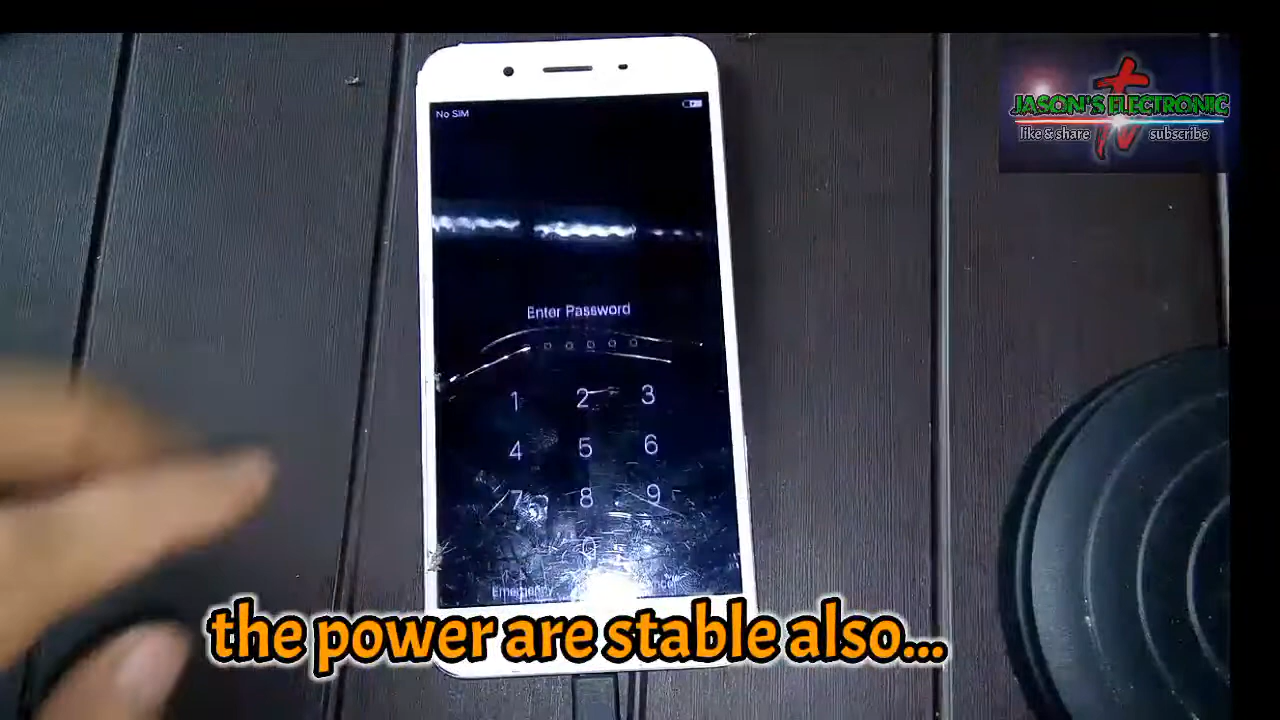 JASON'S ELECTRONIC
TV
like & share subscribe
No SIM
Enter Password
1 2 3
4 5 6
7 8 9
0
Emergency
the power are stable also...